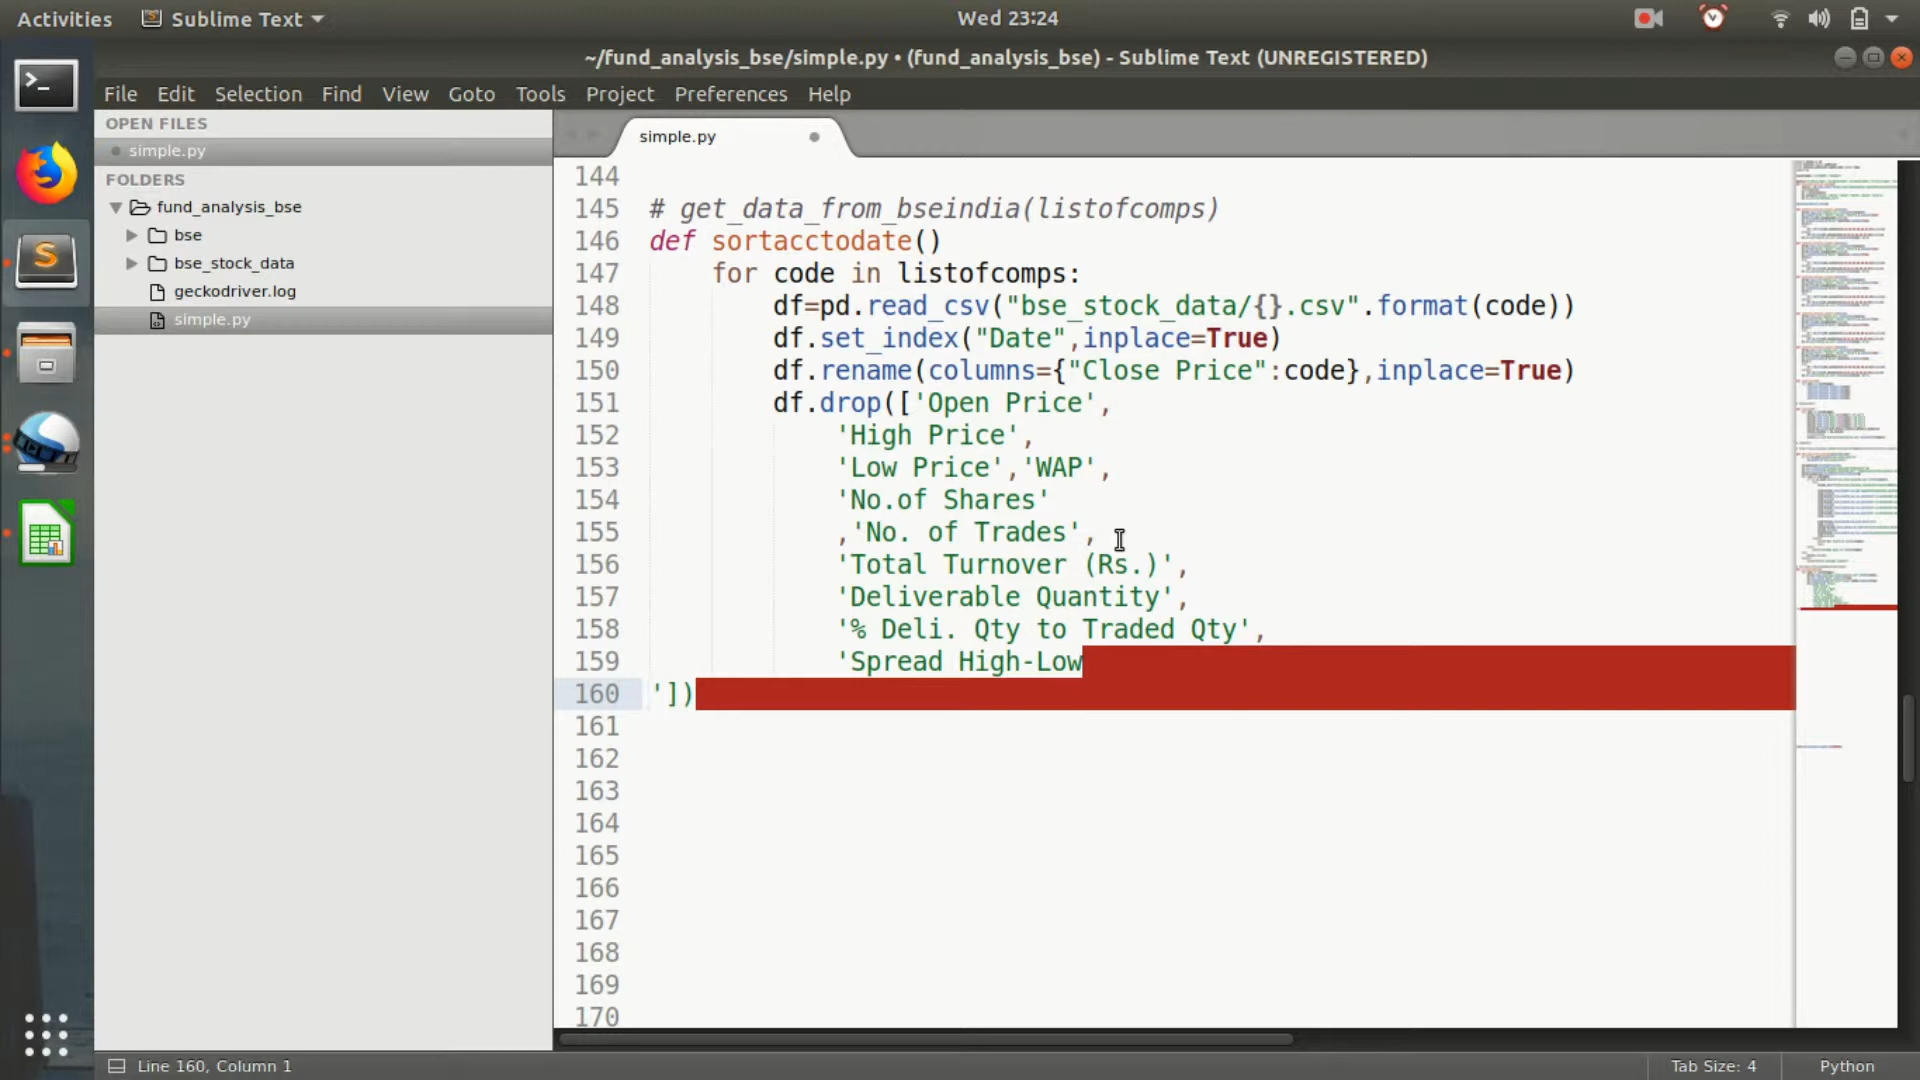 Activities
Sublime Text
Wed 23:24
~/fund_analysis_bse/simple.py • (fund_analysis_bse) - Sublime Text (UNREGISTERED)
File Edit Selection Find View Goto Tools Project Preferences Help
OPEN FILES
simple.py
FOLDERS
fund_analysis_bse
bse
bse_stock_data
geckodriver.log
simple.py
simple.py
144
145 # get_data_from_bseindia(listofcomps)
146 def sortacctodate()
147 for code in listofcomps:
148 df=pd.read_csv("bse_stock_data/{}.csv".format(code))
149 df.set_index("Date",inplace=True)
150 df.rename(columns={"Close Price":code},inplace=True)
151 df.drop(['Open Price',
152 'High Price',
153 'Low Price','WAP',
154 'No.of Shares'
155 ,'No. of Trades',
156 'Total Turnover (Rs.)',
157 'Deliverable Quantity',
158 '% Deli. Qty to Traded Qty',
159 'Spread High-Low
160 '])
161
162
163
164
165
166
167
168
169
170
Line 160, Column 1
Tab Size: 4
Python